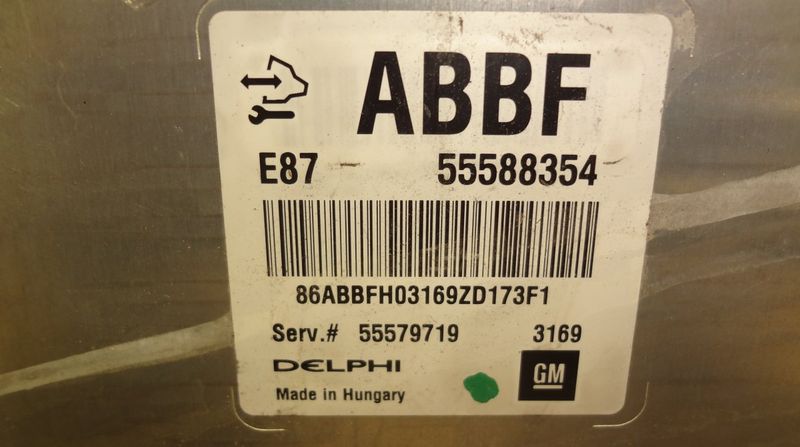 ABBF
E87 55588354
86ABBFH03169ZD173F1
Serv.# 55579719 3169
DELPHI
GM
Made in Hungary